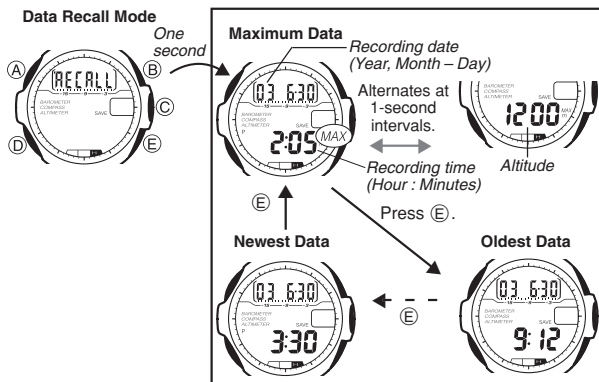 Data Recall Mode
One
second
A
B
C
D
E
RECALL
BAROMETER
COMPASS
ALTIMETER
SAVE
Maximum Data
Recording date
(Year, Month – Day)
03 6-30
BAROMETER
COMPASS
ALTIMETER
P
2:05
MAX
Recording time
(Hour : Minutes)
Alternates at
1-second
intervals.
BAROMETER
COMPASS
ALTIMETER
SAVE
1200
MAX
m
Altitude
E
Press E.
Newest Data
03 6-30
BAROMETER
COMPASS
ALTIMETER
SAVE
P
3:30
E
Oldest Data
03 6-30
BAROMETER
COMPASS
ALTIMETER
SAVE
9:12